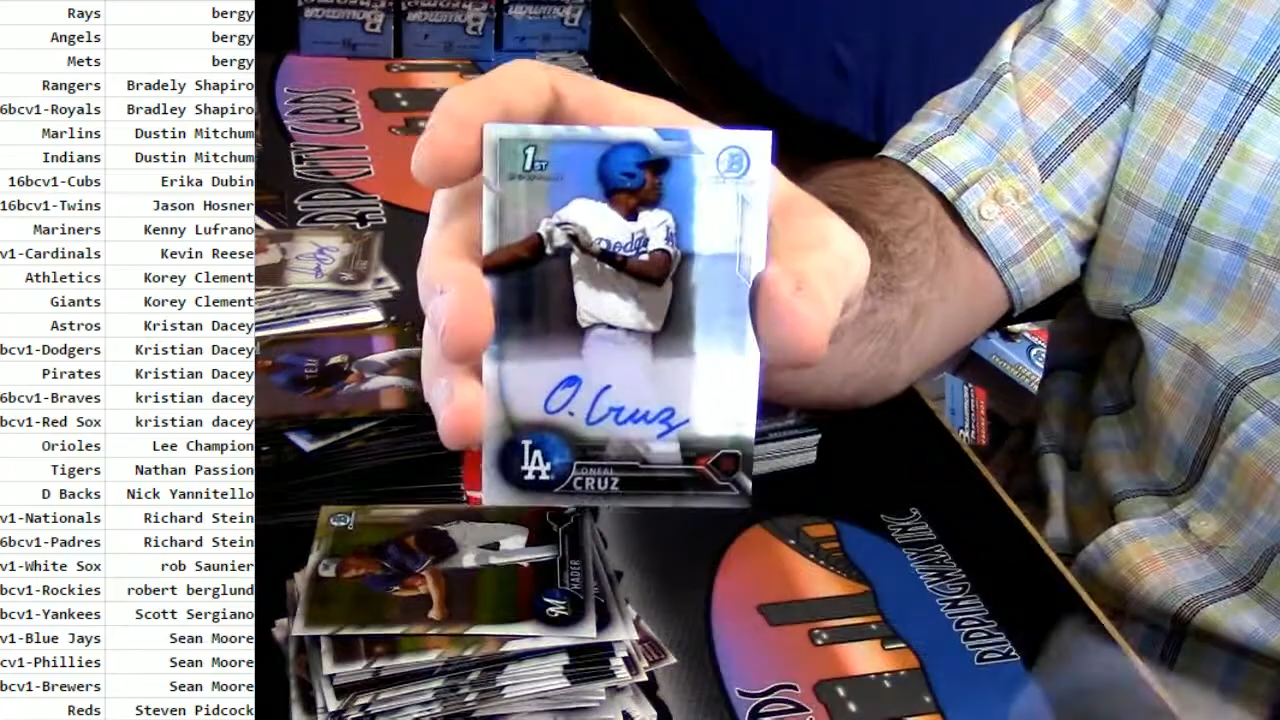 Rays bergy
Angels bergy
Mets bergy
Rangers Bradely Shapiro
6bcv1-Royals Bradley Shapiro
Marlins Dustin Mitchum
Indians Dustin Mitchum
16bcv1-Cubs Erika Dubin
16bcv1-Twins Jason Hosner
Mariners Kenny Lufrano
v1-Cardinals Kevin Reese
Athletics Korey Clement
Giants Korey Clement
Astros Kristan Dacey
bcv1-Dodgers Kristian Dacey
Pirates Kristian Dacey
6bcv1-Braves kristian dacey
bcv1-Red Sox kristian dacey
Orioles Lee Champion
Tigers Nathan Passion
D Backs Nick Yannitello
v1-Nationals Richard Stein
6bcv1-Padres Richard Stein
v1-White Sox rob Saunier
bcv1-Rockies robert berglund
bcv1-Yankees Scott Sergiano
v1-Blue Jays Sean Moore
cv1-Phillies Sean Moore
bcv1-Brewers Sean Moore
Reds Steven Pidcock
BOWMAN
BOWMAN
BOWMAN
RIP CITY CARDS
1ST
B
Dodgers
O. Cruz
LA
ONEAL
CRUZ
HADER
M
RIPPINGWAX INC